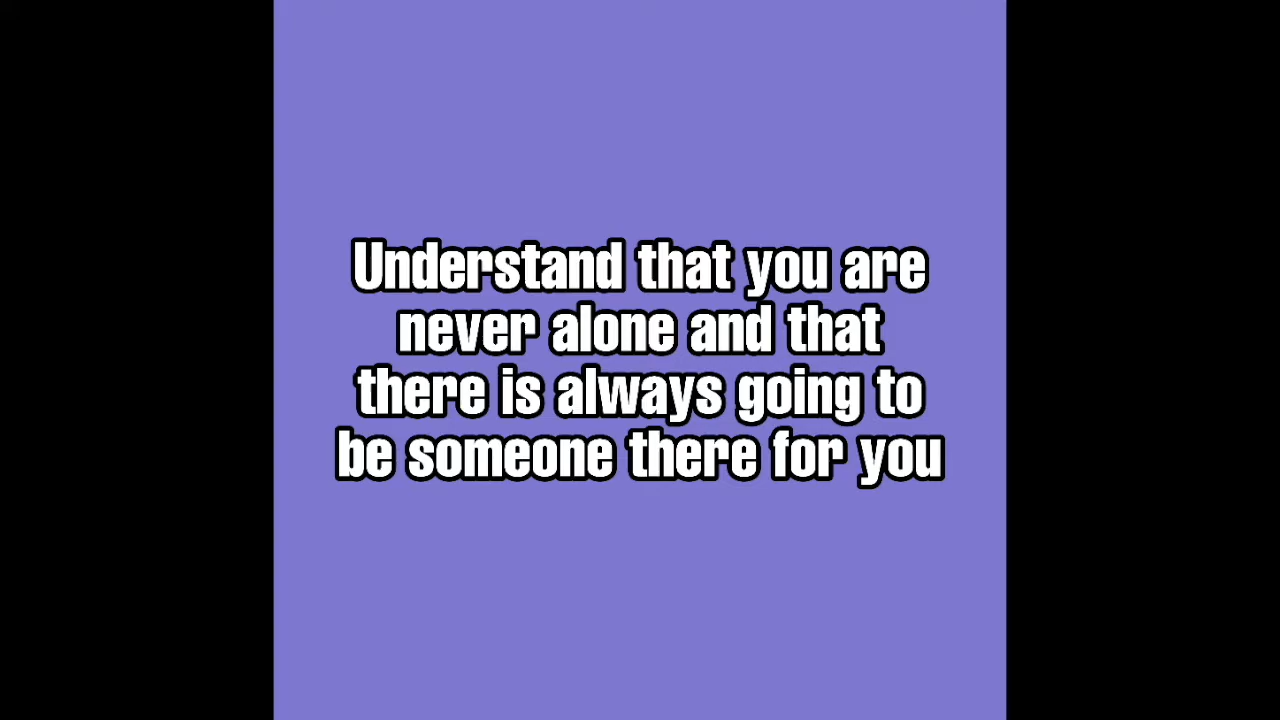 Understand that you are
never alone and that
there is always going to
be someone there for you